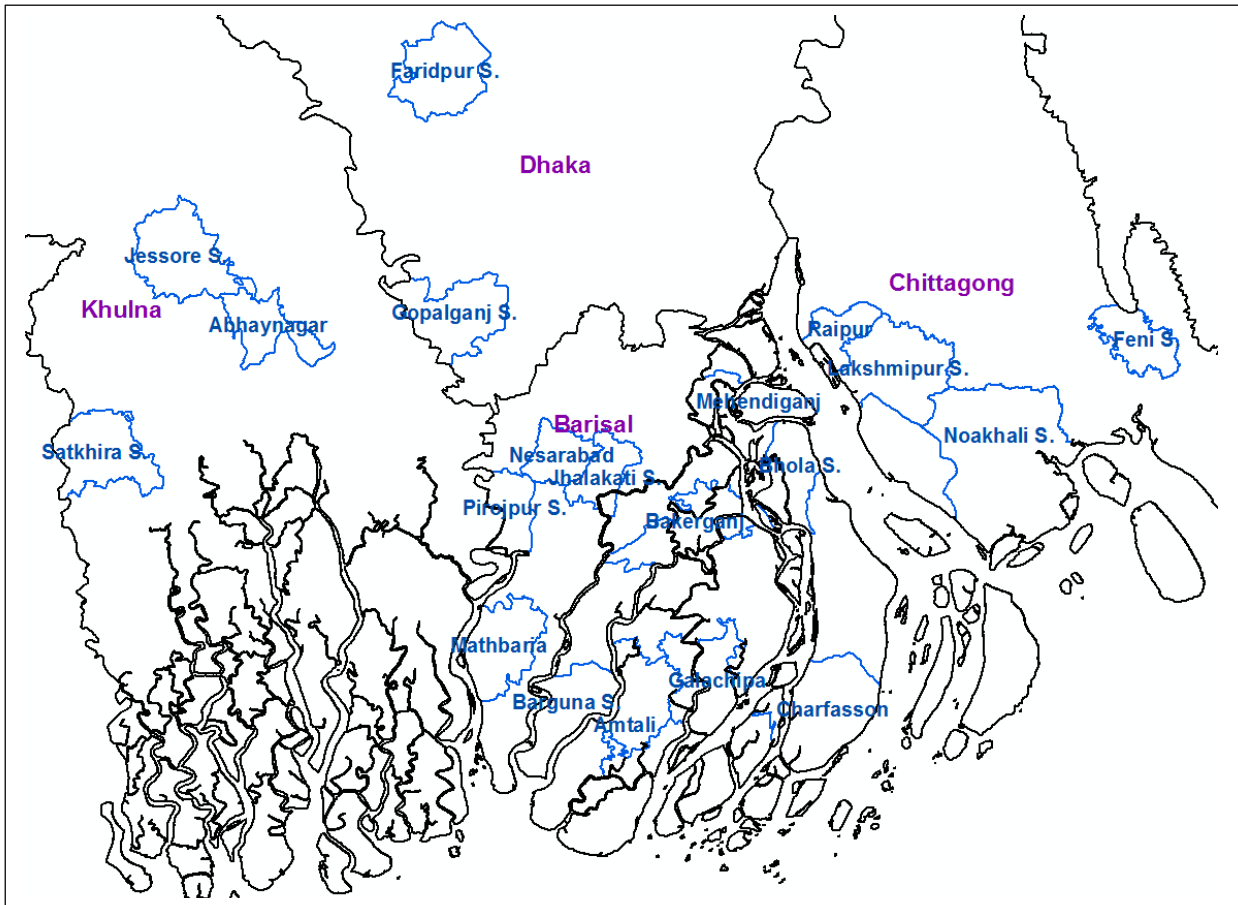 Faridpur S.
Dhaka
Jessore S.
Khulna
Abhaynagar
Gopalganj S.
Chittagong
Raipur
Feni S
Lakshmipur S.
Mehendiganj
Barisal
Noakhali S.
Satkhira S.
Nesarabad
Jhalakati S.
Bhola S.
Pirojpur S.
Bakerganj
Mathbaria
Galachipa
Barguna S
Charfasson
Amtali